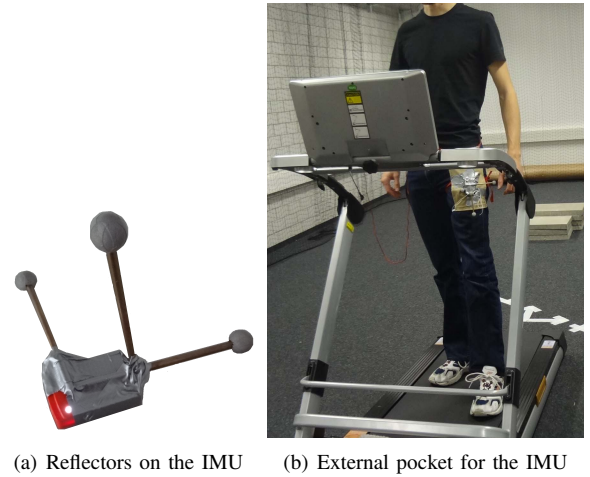 (a) Reflectors on the IMU
(b) External pocket for the IMU